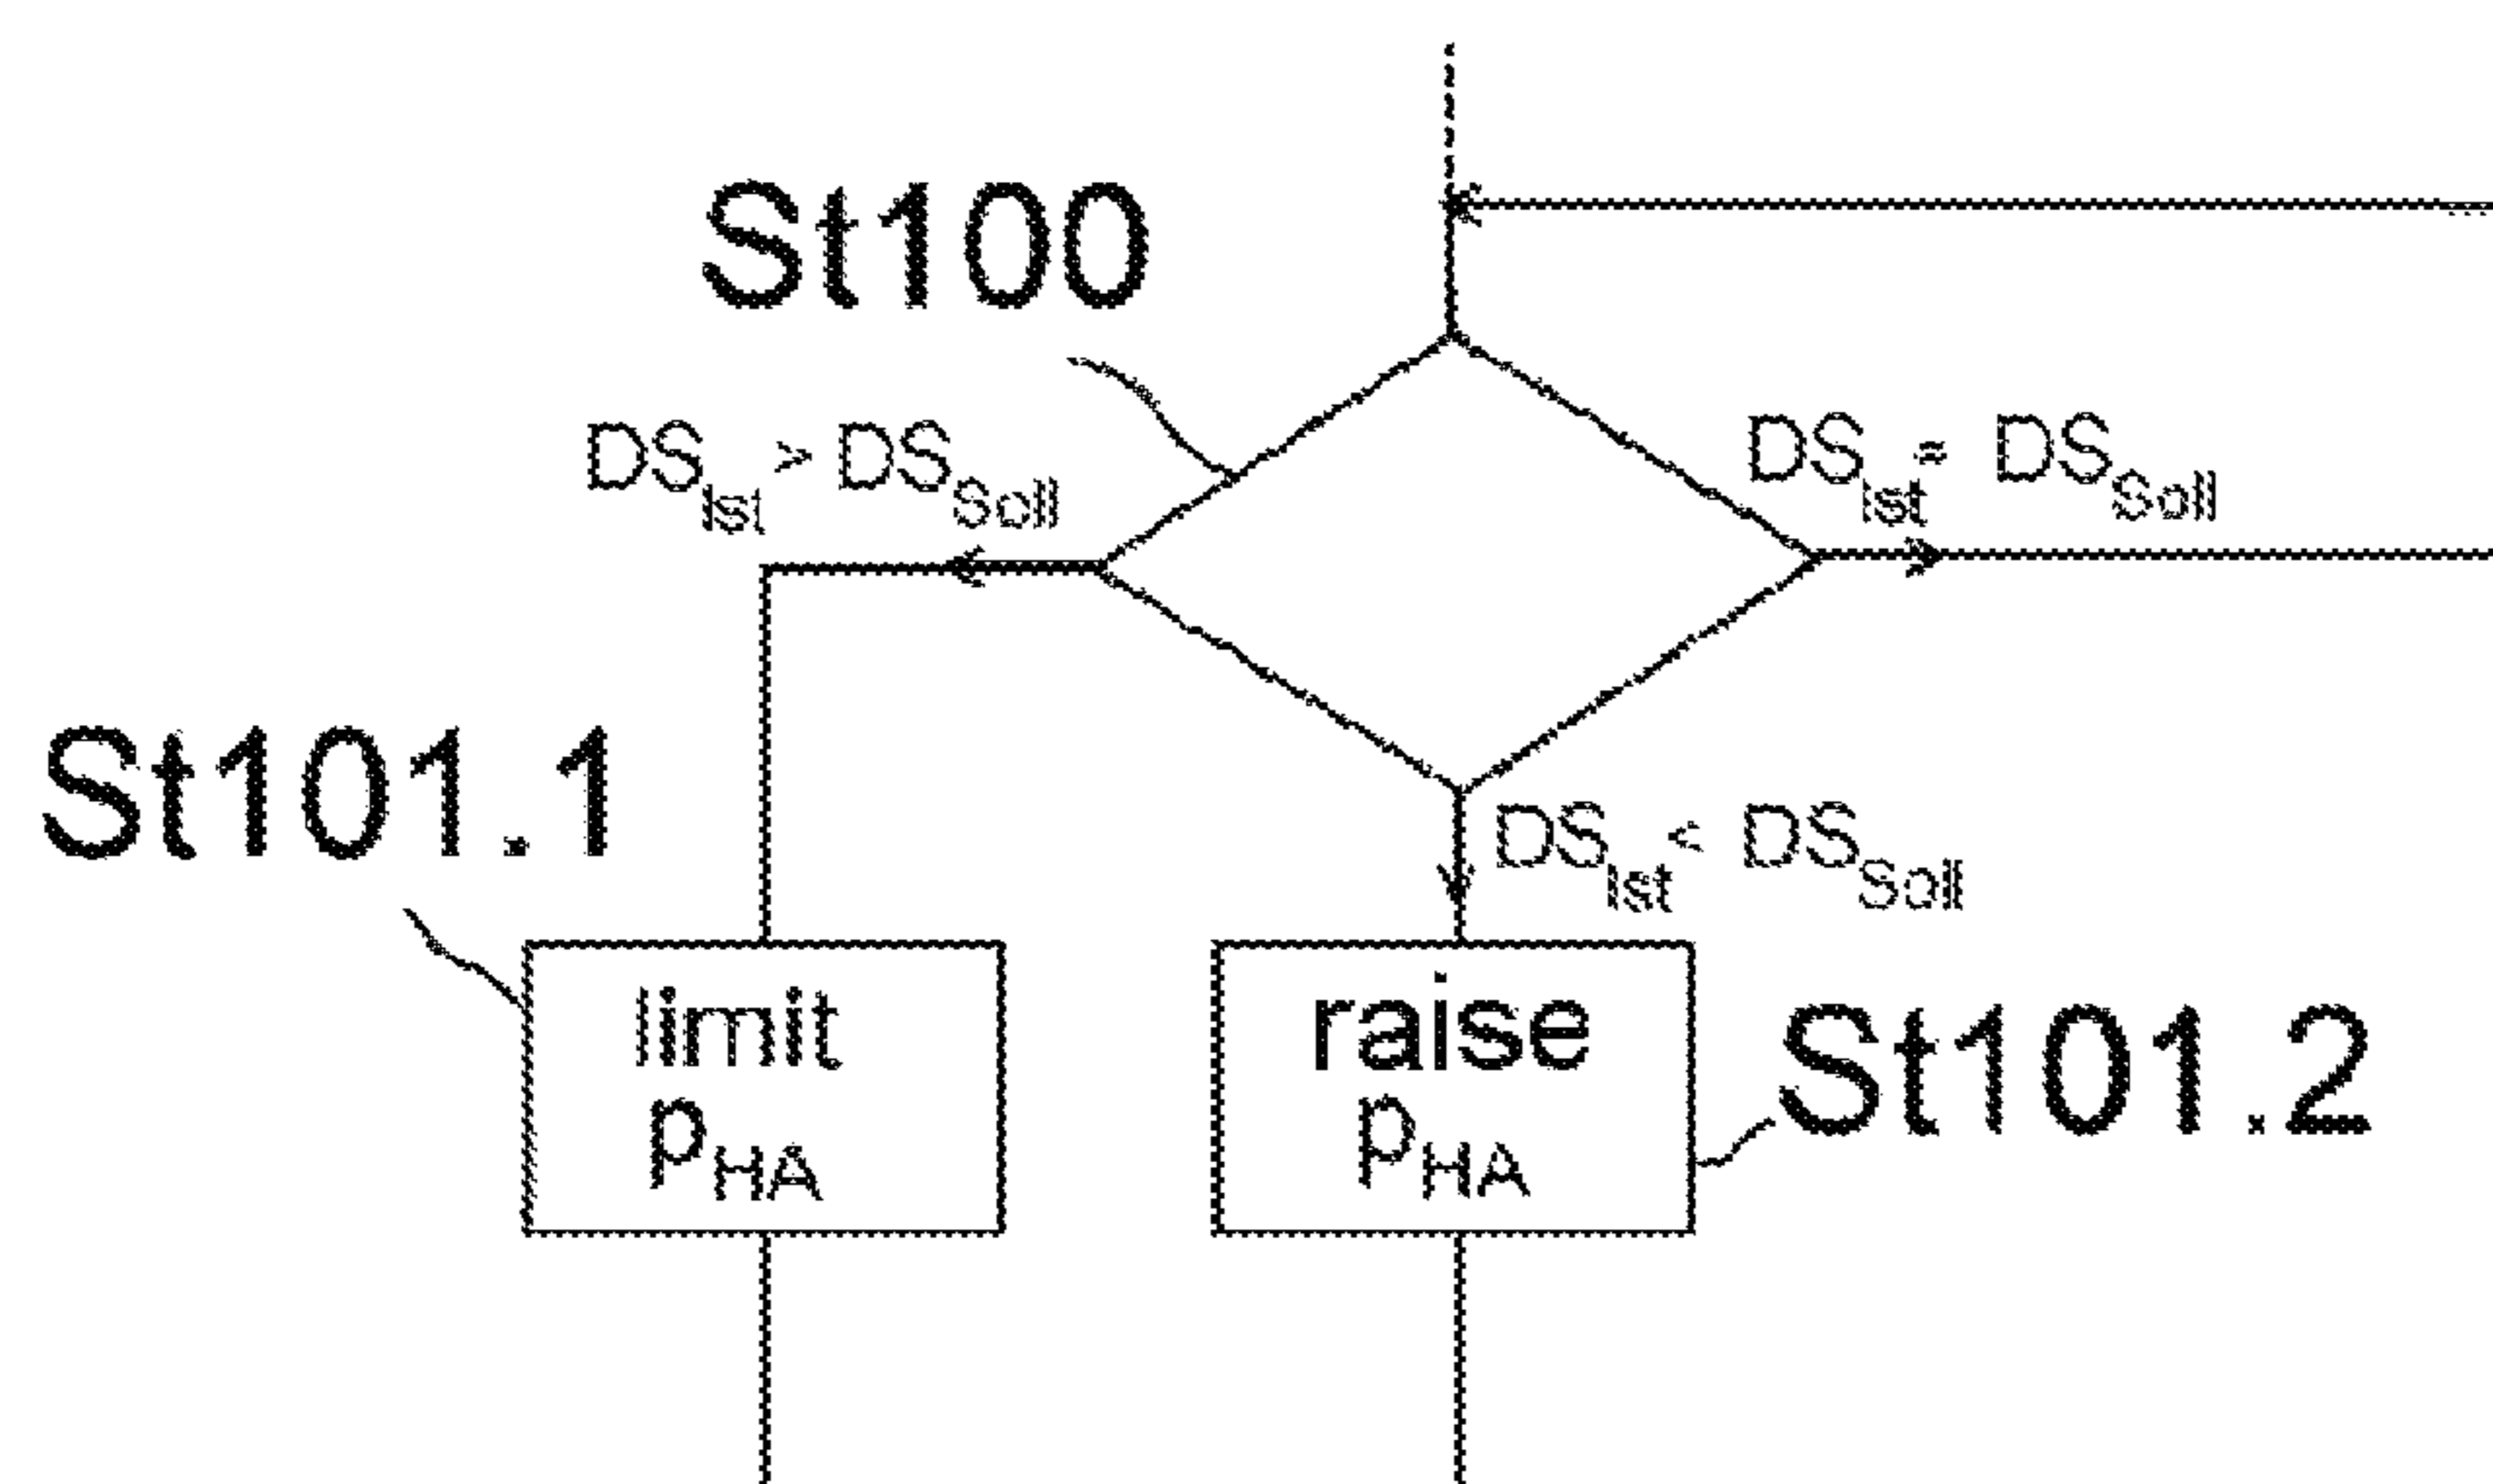 St100
DS_Ist > DS_Soll
DS_Ist ≈ DS_Soll
St101.1
DS_Ist < DS_Soll
limit
p_HA
raise
p_HA
St101.2